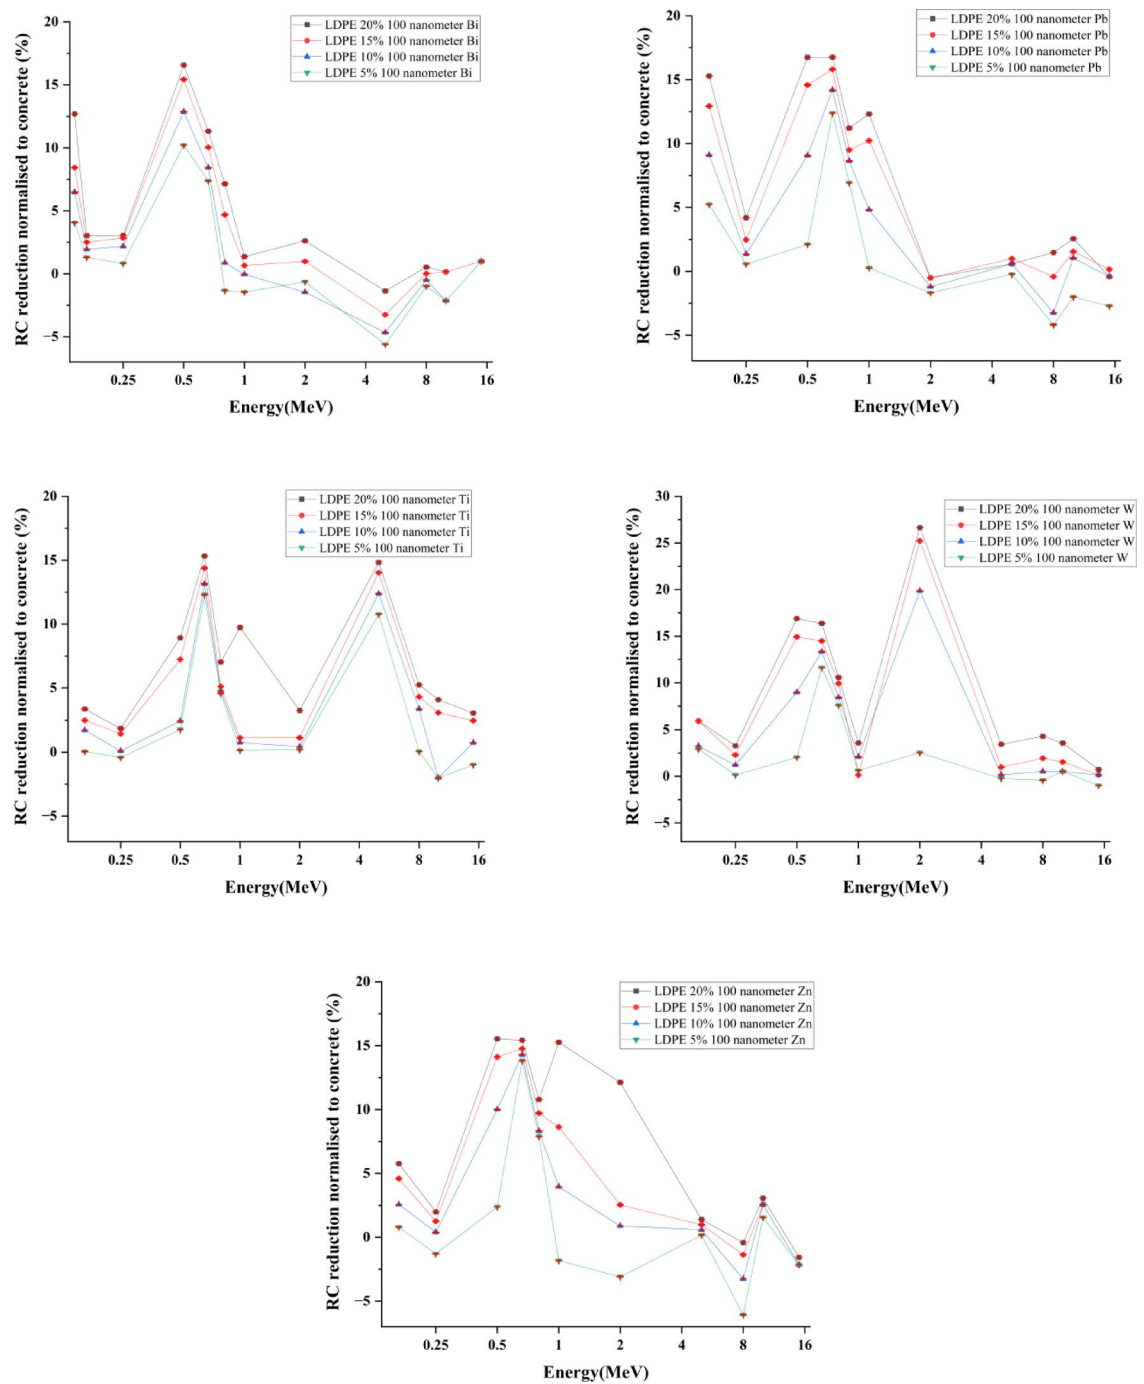 RC reduction normalised to concrete (%)
20
15
10
5
0
−5
LDPE 20% 100 nanometer Bi
LDPE 15% 100 nanometer Bi
LDPE 10% 100 nanometer Bi
LDPE 5% 100 nanometer Bi
0.25 0.5 1 2 4 8 16
Energy(MeV)
RC reduction normalised to concrete (%)
20
15
10
5
0
−5
LDPE 20% 100 nanometer Pb
LDPE 15% 100 nanometer Pb
LDPE 10% 100 nanometer Pb
LDPE 5% 100 nanometer Pb
0.25 0.5 1 2 4 8 16
Energy(MeV)
RC reduction normalised to concrete (%)
20
15
10
5
0
−5
LDPE 20% 100 nanometer Ti
LDPE 15% 100 nanometer Ti
LDPE 10% 100 nanometer Ti
LDPE 5% 100 nanometer Ti
0.25 0.5 1 2 4 8 16
Energy(MeV)
RC reduction normalised to concrete (%)
30
25
20
15
10
5
0
−5
LDPE 20% 100 nanometer W
LDPE 15% 100 nanometer W
LDPE 10% 100 nanometer W
LDPE 5% 100 nanometer W
0.25 0.5 1 2 4 8 16
Energy(MeV)
RC reduction normalised to concrete (%)
20
15
10
5
0
−5
LDPE 20% 100 nanometer Zn
LDPE 15% 100 nanometer Zn
LDPE 10% 100 nanometer Zn
LDPE 5% 100 nanometer Zn
0.25 0.5 1 2 4 8 16
Energy(MeV)